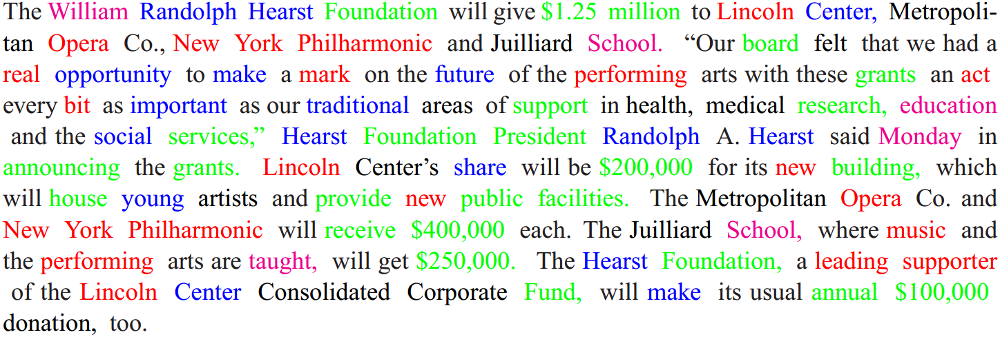 The William Randolph Hearst Foundation will give $1.25 million to Lincoln Center, Metropoli-
tan Opera Co., New York Philharmonic and Juilliard School. “Our board felt that we had a
real opportunity to make a mark on the future of the performing arts with these grants an act
every bit as important as our traditional areas of support in health, medical research, education
and the social services,” Hearst Foundation President Randolph A. Hearst said Monday in
announcing the grants. Lincoln Center’s share will be $200,000 for its new building, which
will house young artists and provide new public facilities. The Metropolitan Opera Co. and
New York Philharmonic will receive $400,000 each. The Juilliard School, where music and
the performing arts are taught, will get $250,000. The Hearst Foundation, a leading supporter
of the Lincoln Center Consolidated Corporate Fund, will make its usual annual $100,000
donation, too.